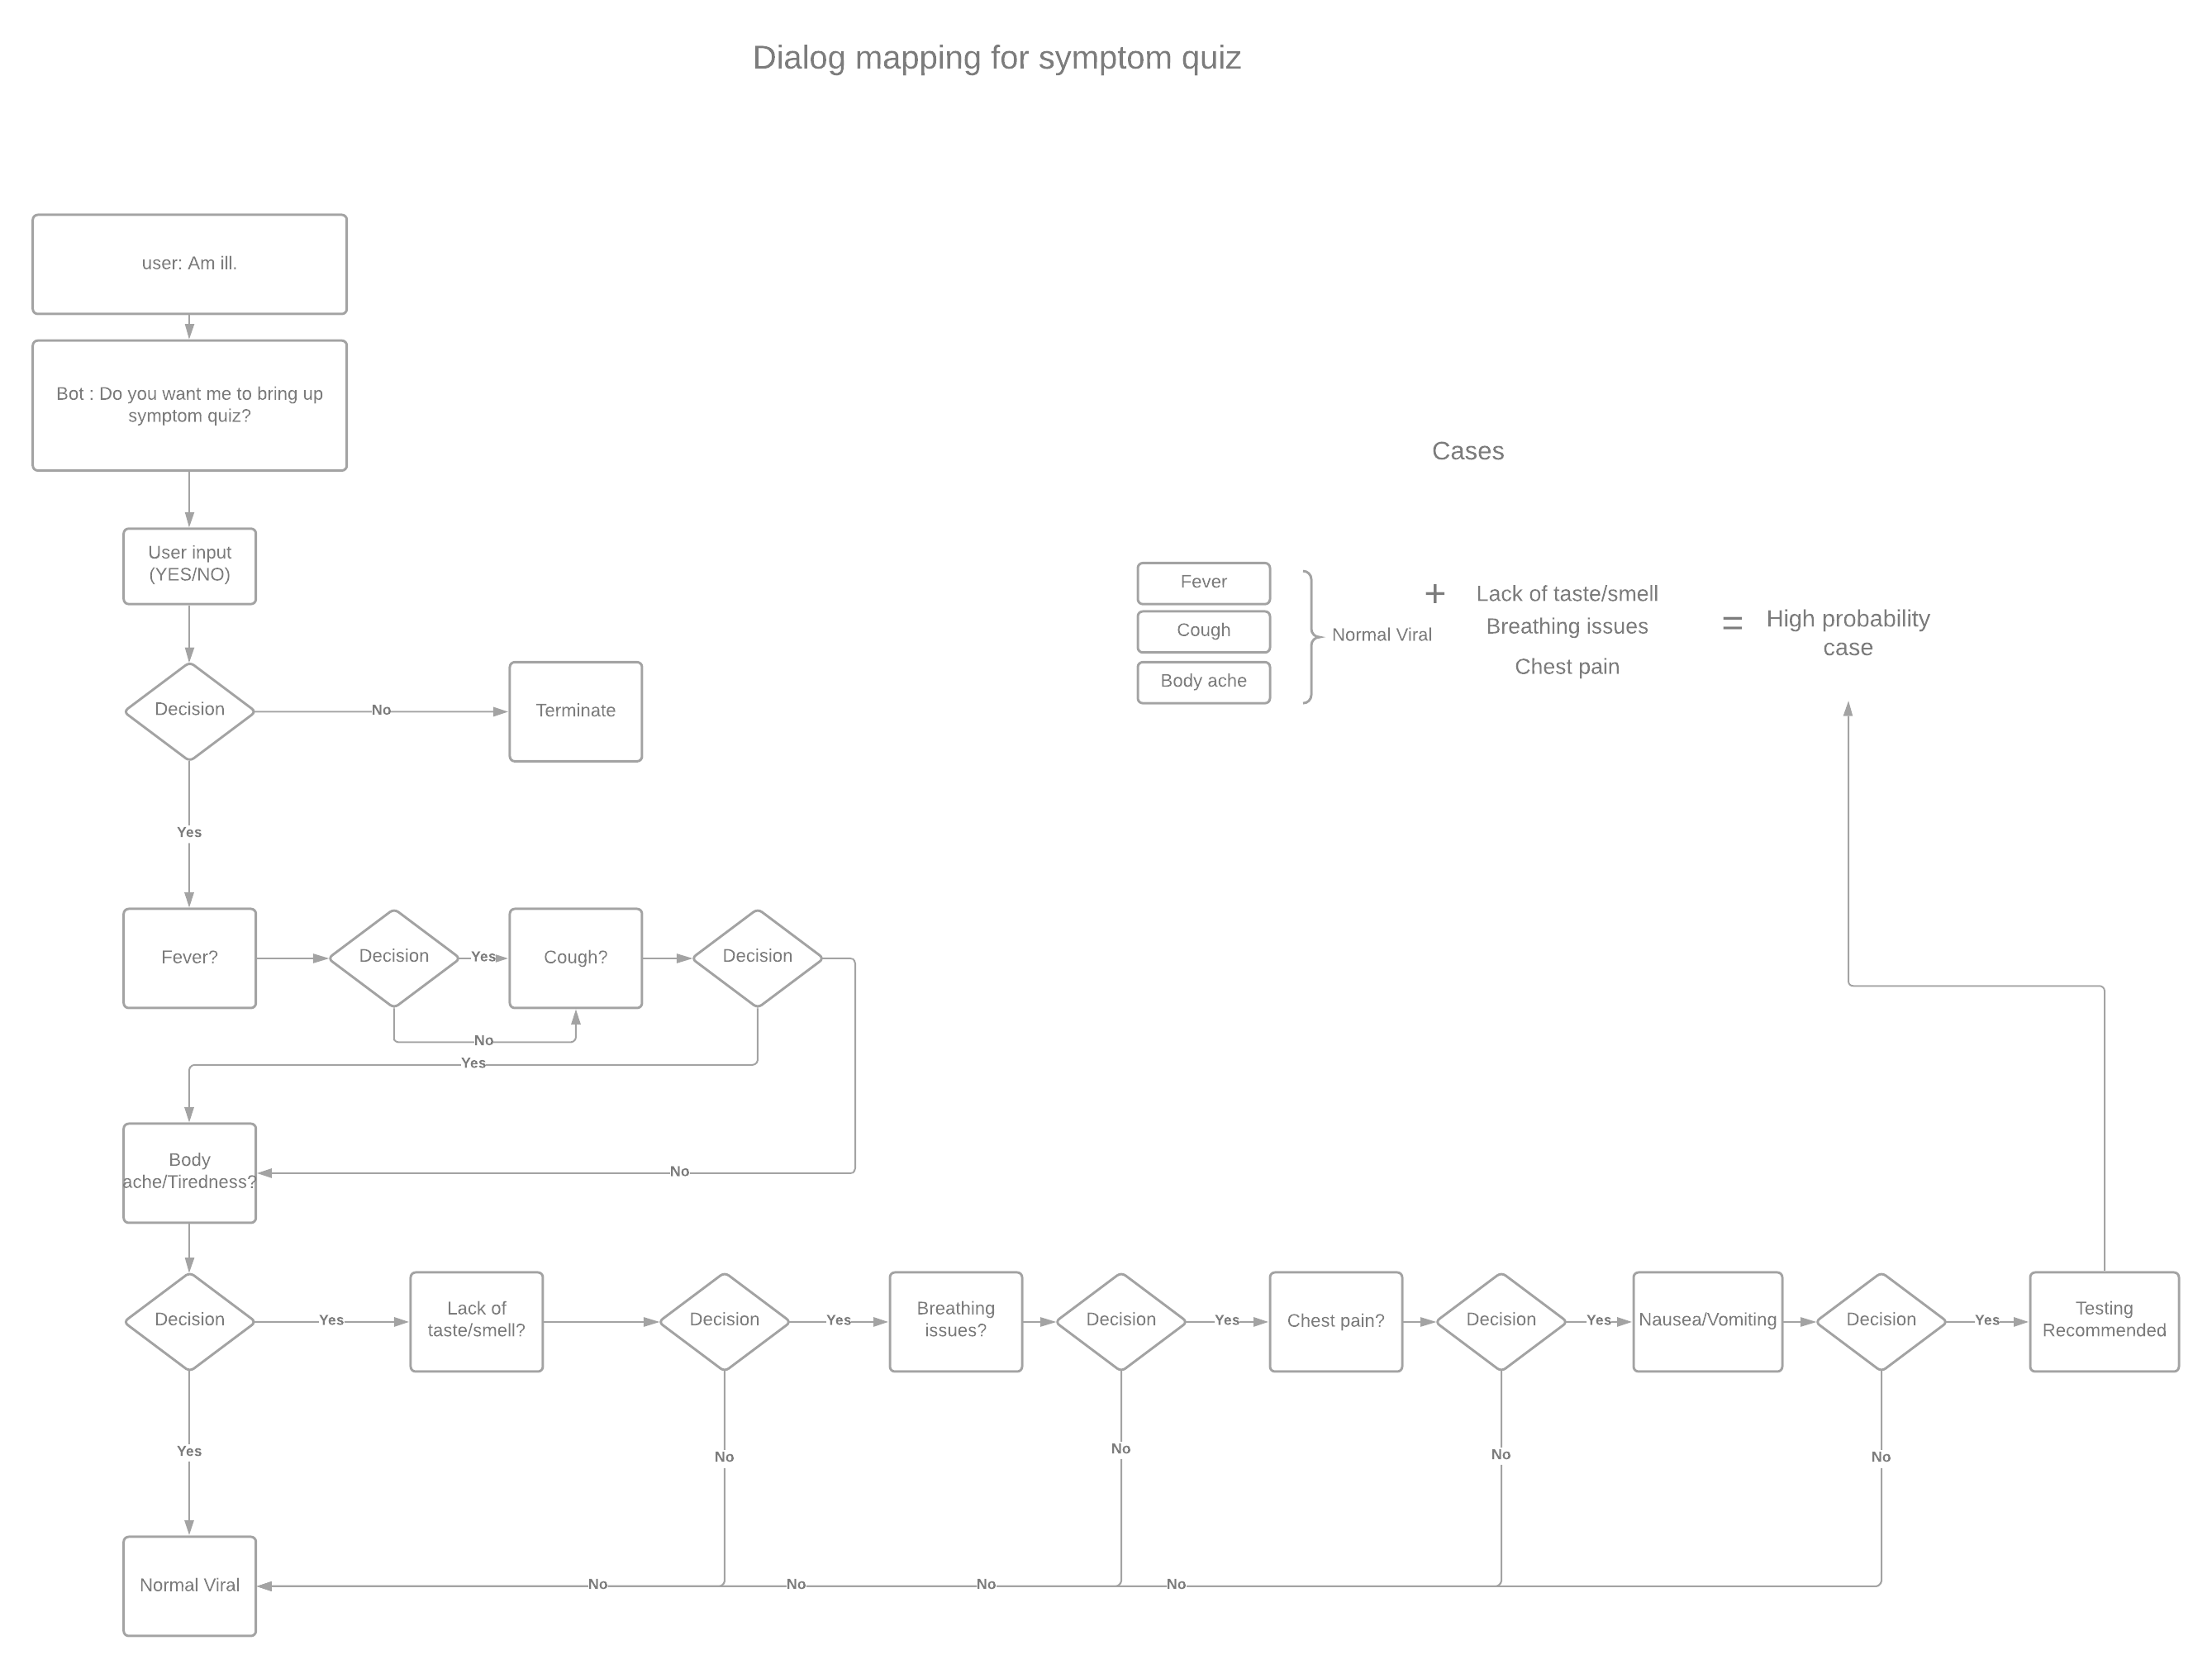 Dialog mapping for symptom quiz
user: Am ill.
Bot : Do you want me to bring up
symptom quiz?
User input
(YES/NO)
Decision
No
Terminate
Yes
Cases
Fever
Cough
Body ache
Normal Viral
+
Lack of taste/smell
Breathing issues
Chest pain
=
High probability
case
Fever?
Decision
Yes
Cough?
Decision
No
Yes
Body
ache/Tiredness?
No
Decision
Yes
Lack of
taste/smell?
Decision
Yes
Breathing
issues?
Decision
Yes
Chest pain?
Decision
Yes
Nausea/Vomiting
Decision
Yes
Testing
Recommended
Yes
No
No
No
No
Normal Viral
No
No
No
No